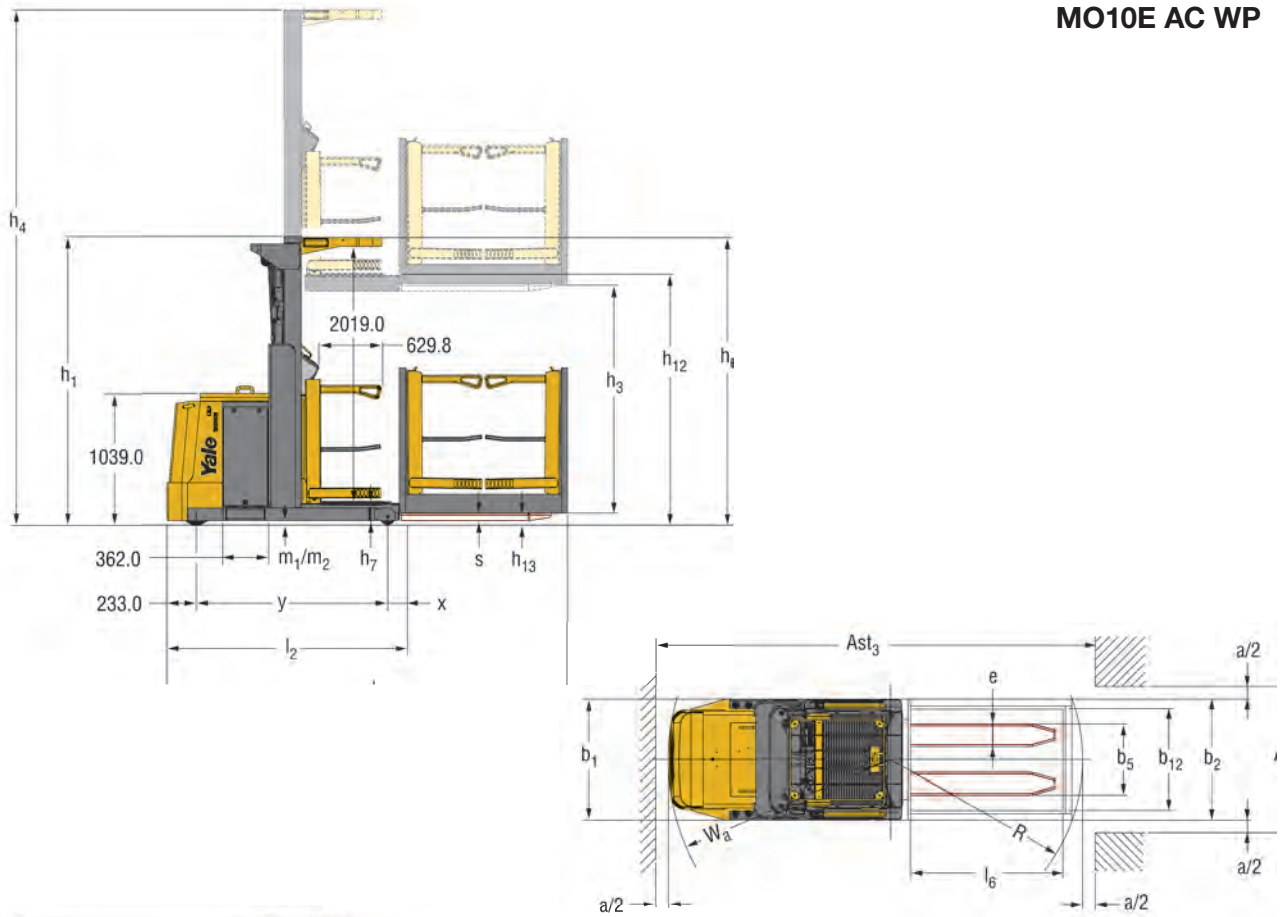 MO10E AC WP
h4
h1
2019.0
629.8
h3
h12
1039.0
Yale
362.0
m1/m2
h7
s
h13
233.0
y
x
l2
Ast3
a/2
e
b1
b5
b12
b2
Wa
R
l6
a/2
a/2
a/2